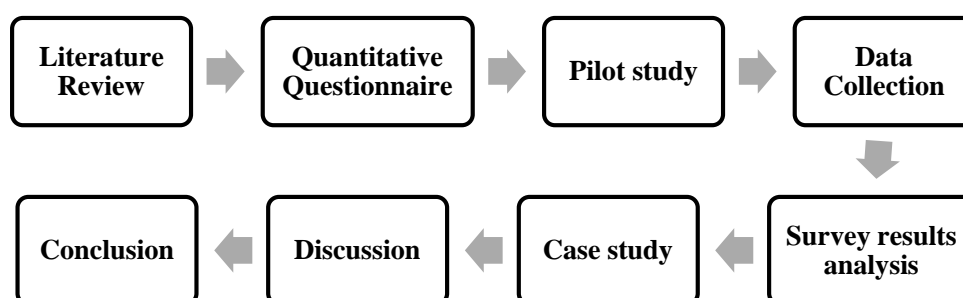 Literature
Review
Quantitative
Questionnaire
Pilot study
Data
Collection
Survey results
analysis
Case study
Discussion
Conclusion